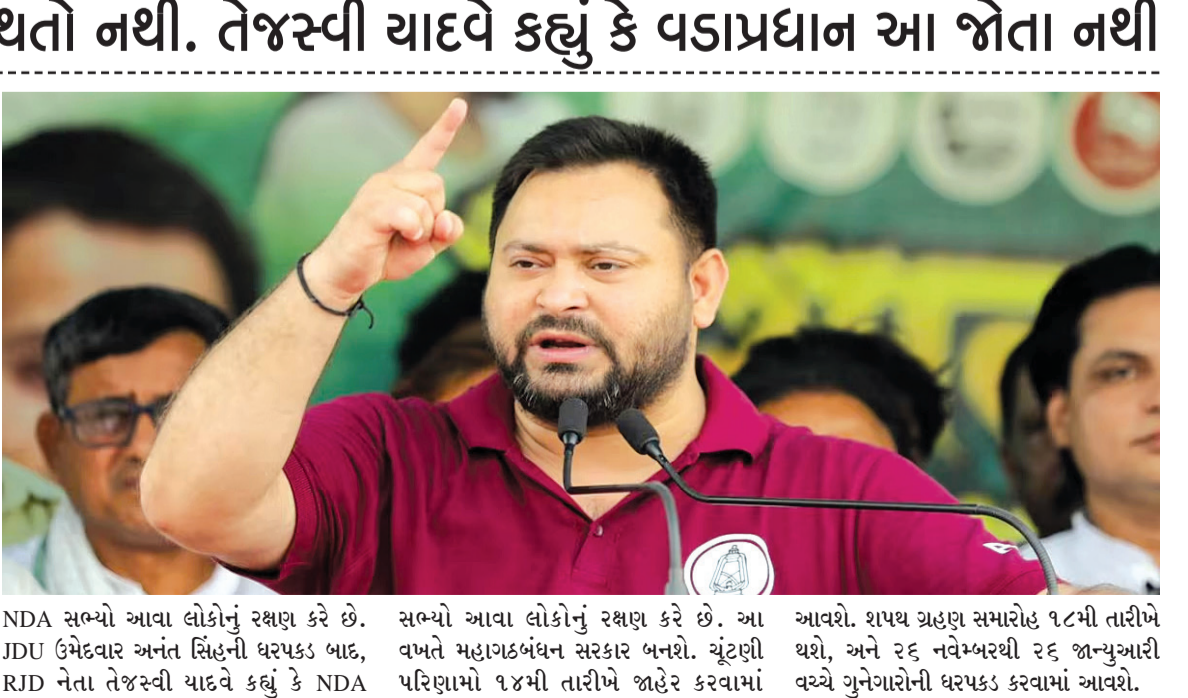 થતો નથી. તેજસ્વી યાદવે કહ્યું કે વડાપ્રધાન આ જોતા નથી
NDA સભ્યો આવા લોકોનું રક્ષણ કરે છે.
JDU ઉમેદવાર અનંત સિંહની ધરપકડ બાદ,
RJD નેતા તેજસ્વી યાદવે કહ્યું કે NDA
સભ્યો આવા લોકોનું રક્ષણ કરે છે. આ
વખતે મહાગઠબંધન સરકાર બનશે. ચૂંટણી
પરિણામો ૧૪મી તારીખે જાહેર કરવામાં
આવશે. શપથ ગ્રહણ સમારોહ ૧૮મી તારીખે
થશે, અને ૨૬ નવેમ્બરથી ૨૬ જાન્યુઆરી
વચ્ચે ગુનેગારોની ધરપકડ કરવામાં આવશે.